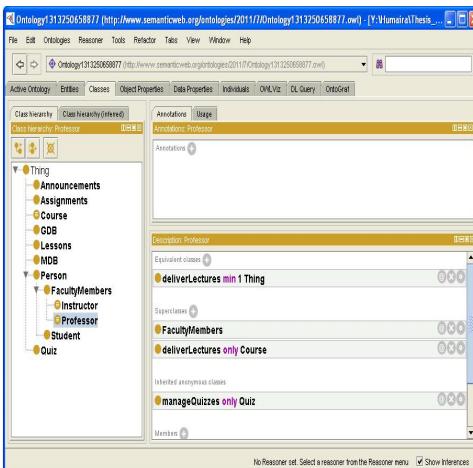 Ontology1313250658877 (http://www.semanticweb.org/ontologies/2011/7/Ontology1313250658877.owl) - [Y:\Humaira\Thesis_...
File Edit Ontologies Reasoner Tools Refactor Tabs View Window Help
Ontology1313250658877 (http://www.semanticweb.org/ontologies/2011/7/Ontology1313250658877.owl)
Active Ontology Entities Classes Object Properties Data Properties Individuals OWLViz DL Query OntoGraf
Class hierarchy Class hierarchy (inferred)
Class hierarchy: Professor
Thing
Announcements
Assignments
Course
GDB
Lessons
MDB
Person
FacultyMembers
Instructor
Professor
Student
Quiz
Annotations Usage
Annotations: Professor
Annotations
Description: Professor
Equivalent classes
deliverLectures min 1 Thing
Superclasses
FacultyMembers
deliverLectures only Course
Inherited anonymous classes
manageQuizzes only Quiz
Members
No Reasoner set. Select a reasoner from the Reasoner menu Show Inferences